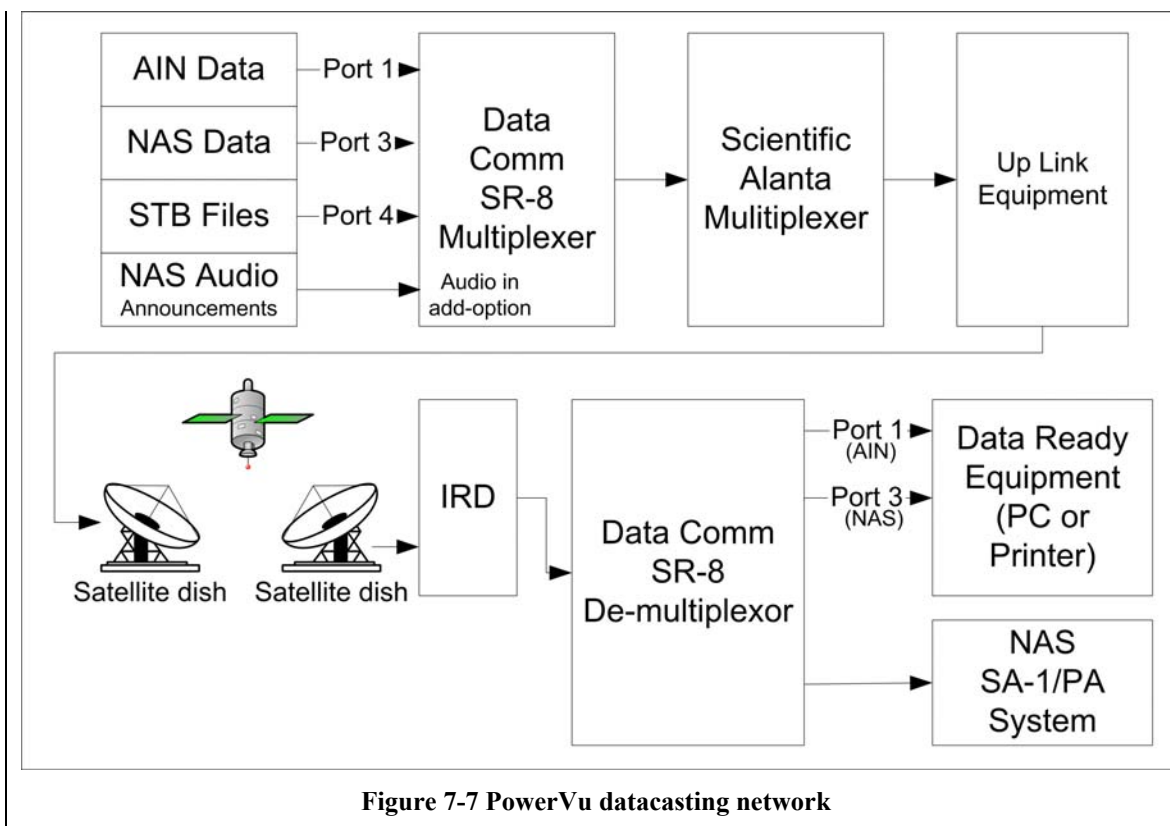 AIN Data
Port 1
NAS Data
Port 3
STB Files
Port 4
NAS Audio
Announcements
Data
Comm
SR-8
Multiplexer
Audio in
add-option
Scientific
Alanta
Mulitiplexer
Up Link
Equipment
Satellite dish
Satellite dish
IRD
Data Comm
SR-8
De-multiplexor
Port 1
(AIN)
Port 3
(NAS)
Data Ready
Equipment
(PC or
Printer)
NAS
SA-1/PA
System
Figure 7-7 PowerVu datacasting network